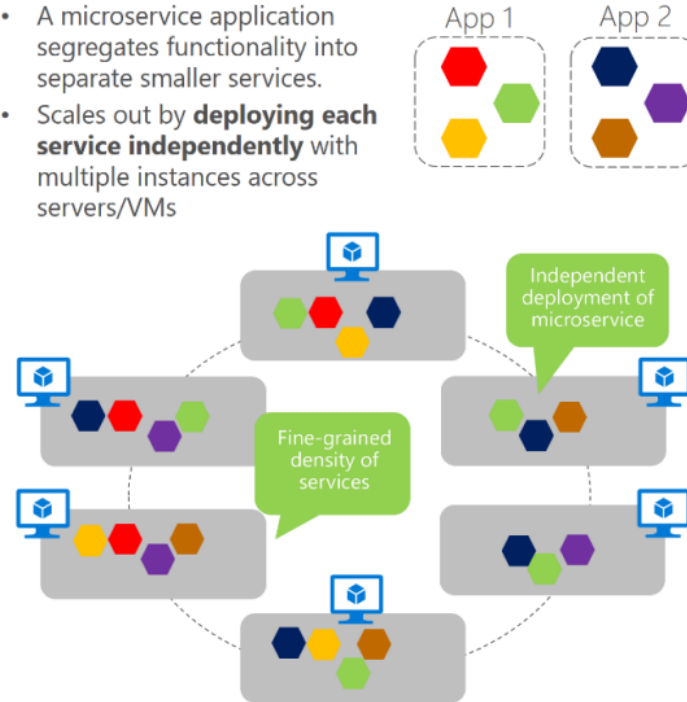 • A microservice application
segregates functionality into
separate smaller services.
• Scales out by deploying each
service independently with
multiple instances across
servers/VMs
App 1
App 2
Independent
deployment of
microservice
Fine-grained
density of
services